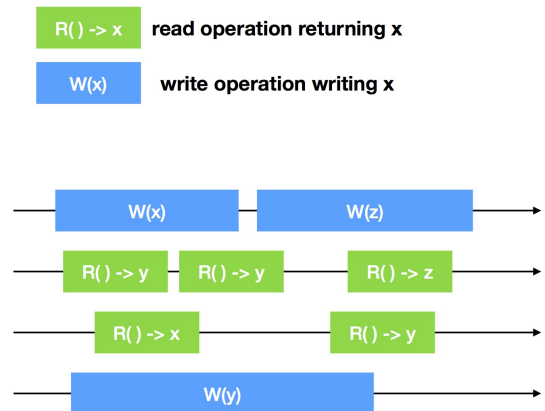 R( ) -> x read operation returning x
W(x) write operation writing x
W(x) W(z)
R( ) -> y R( ) -> y R( ) -> z
R( ) -> x R( ) -> y
W(y)